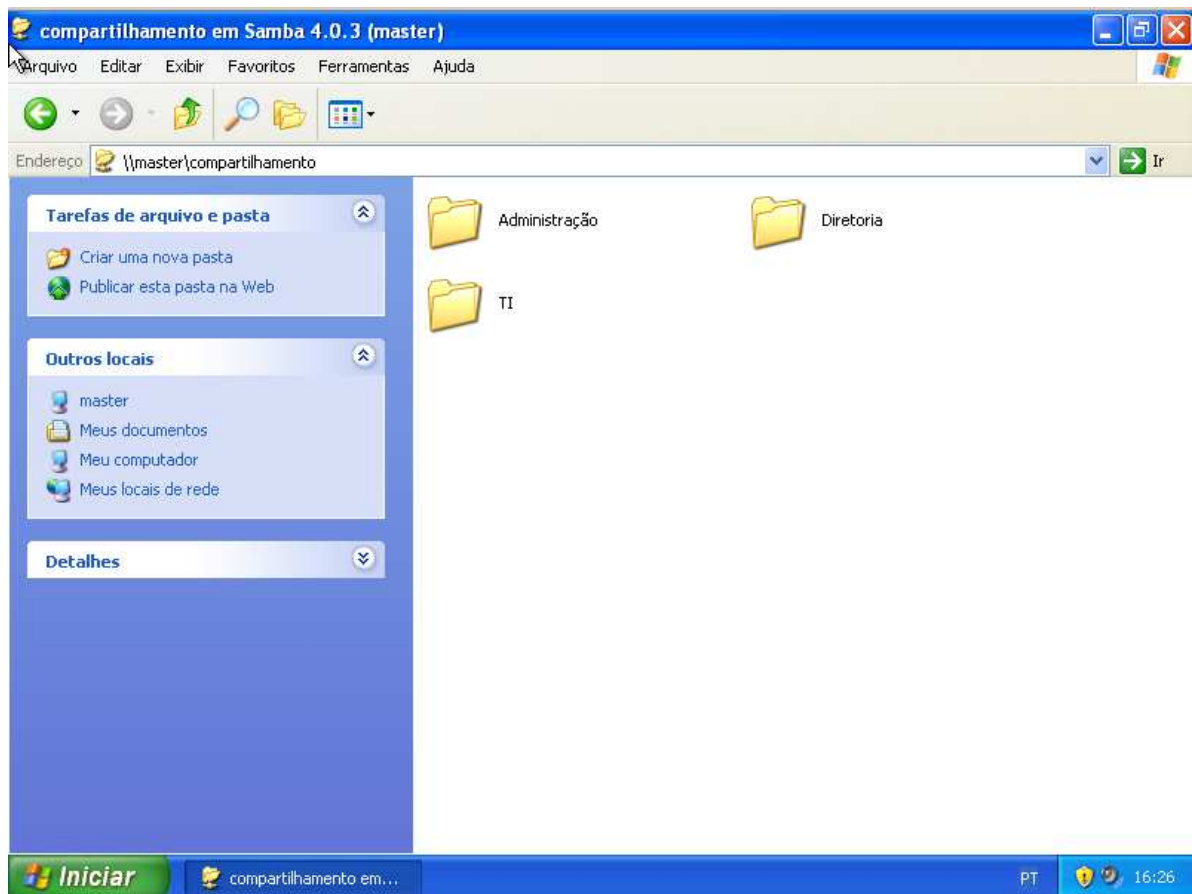 compartilhamento em Samba 4.0.3 (master)
Arquivo Editar Exibir Favoritos Ferramentas Ajuda
Endereço \\master\compartilhamento Ir
Tarefas de arquivo e pasta
Criar uma nova pasta
Publicar esta pasta na Web
Outros locais
master
Meus documentos
Meu computador
Meus locais de rede
Detalhes
Administração Diretoria
TI
Iniciar compartilhamento em... PT 16:26